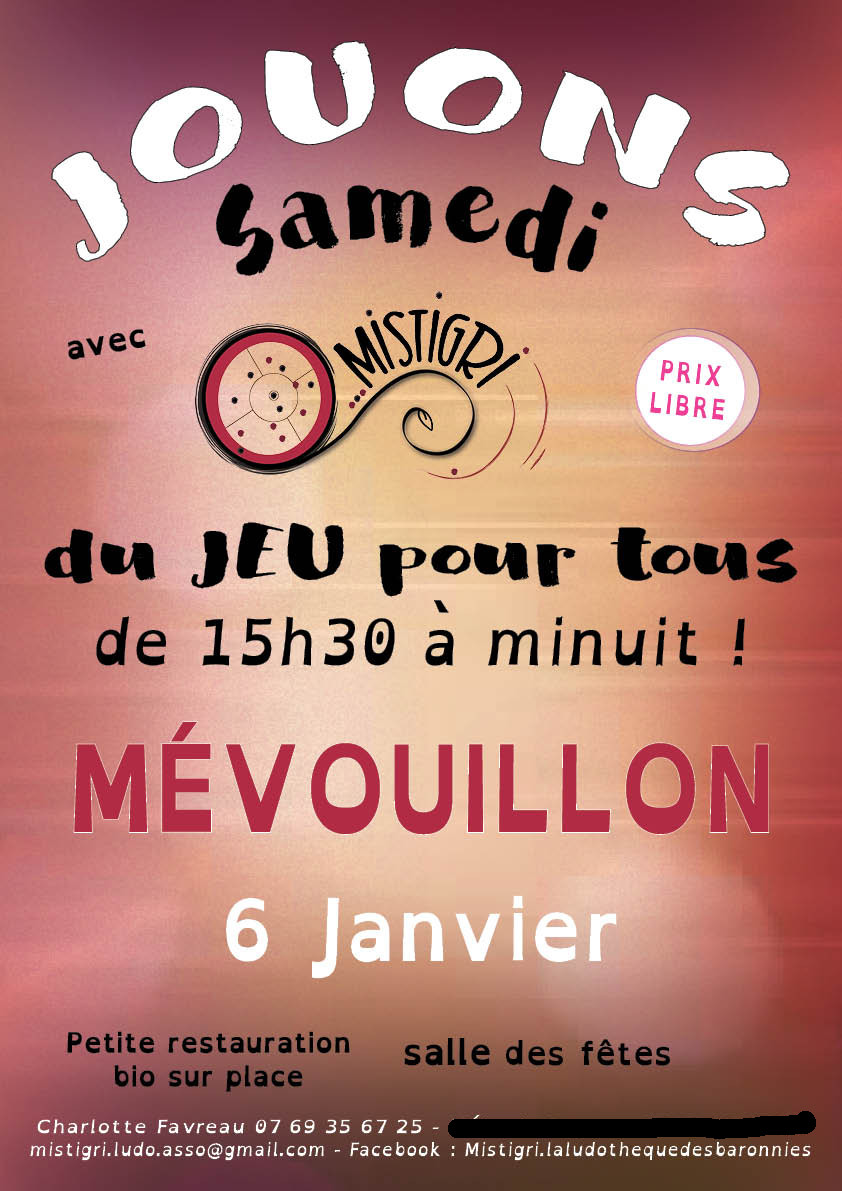 JOUONS
Samedi
avec
MiSTiGRi
PRIX
LIBRE
du JEU pour tous
de 15h30 à minuit !
MÉVOUILLON
6 Janvier
Petite restauration
bio sur place
salle des fêtes
Charlotte Favreau 07 69 35 67 25 -
mistigri.ludo.asso@gmail.com - Facebook : Mistigri.laludothequedesbaronnies